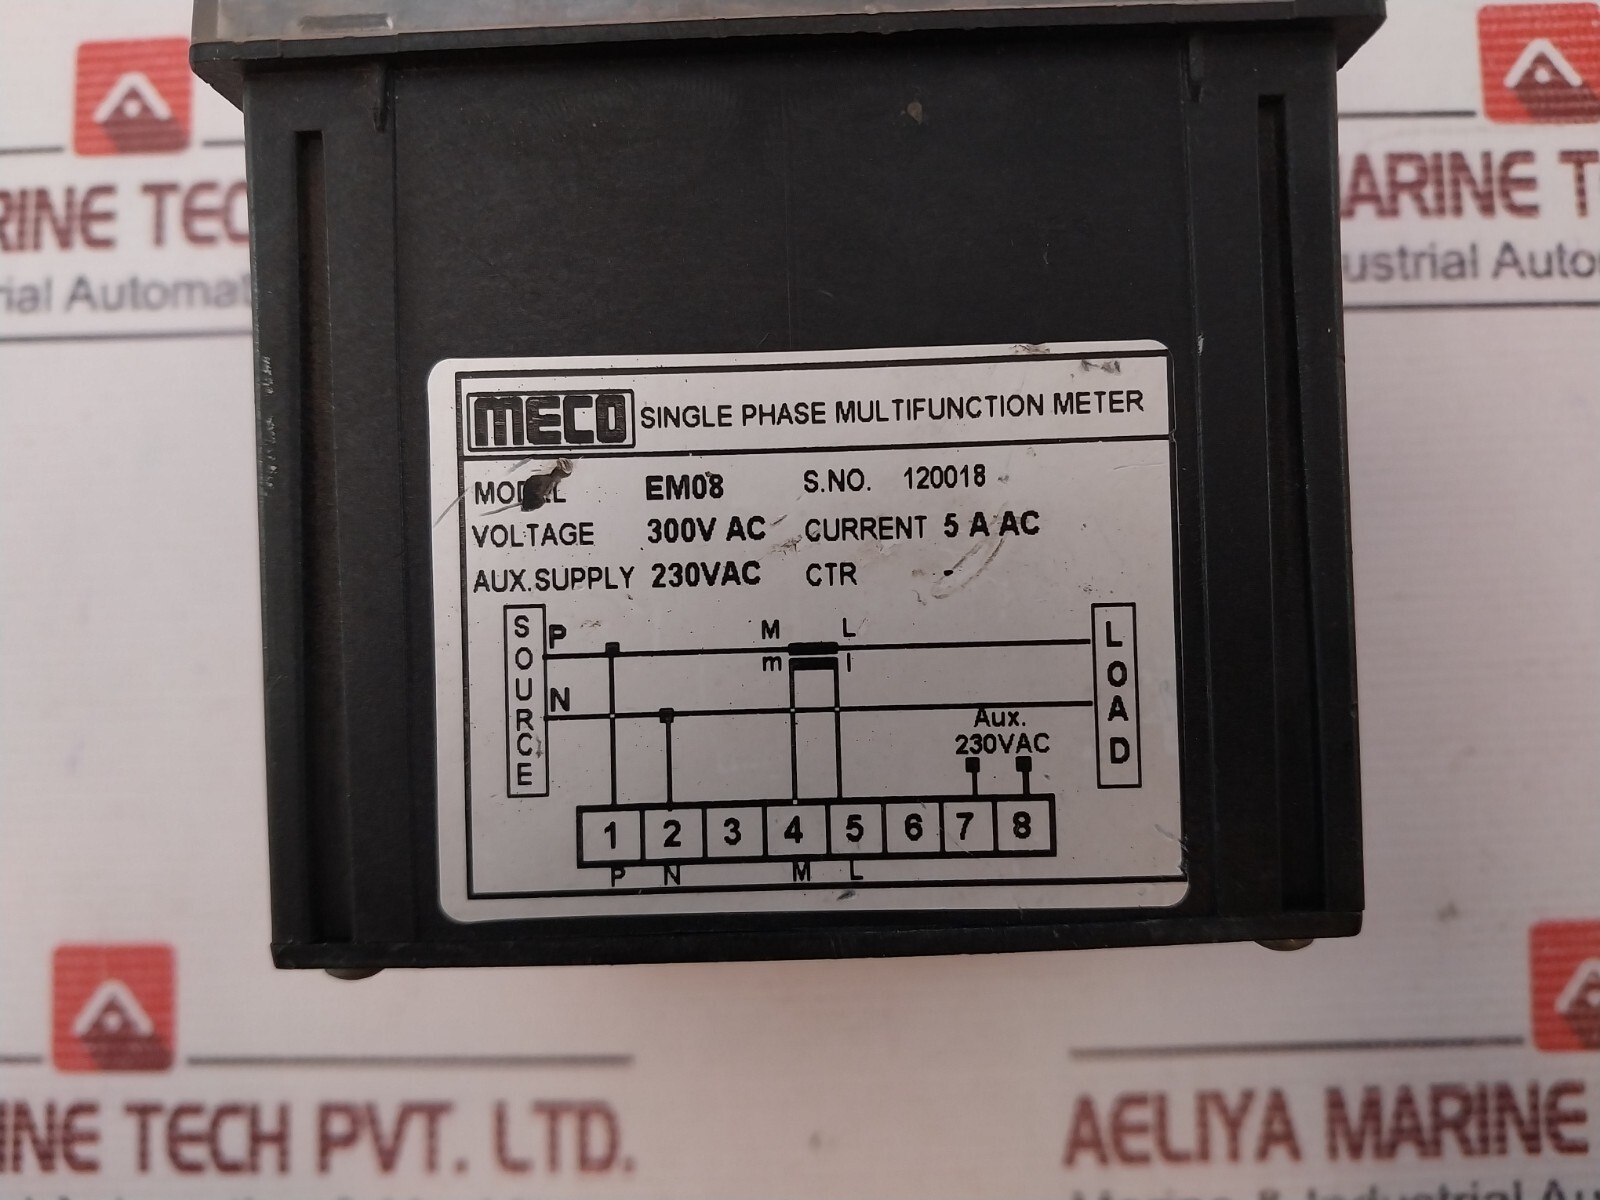 RINE TEC
rial Automat
ARINE T
ustrial Auto
MECO SINGLE PHASE MULTIFUNCTION METER
MODEL EM08 S.NO. 120018
VOLTAGE 300V AC CURRENT 5 A AC
AUX.SUPPLY 230VAC CTR -
SOURCE
P
N
M L
m l
LOAD
Aux.
230VAC
1 2 3 4 5 6 7 8
P N M L
INE TECH PVT. LTD.
AELIYA MARINE